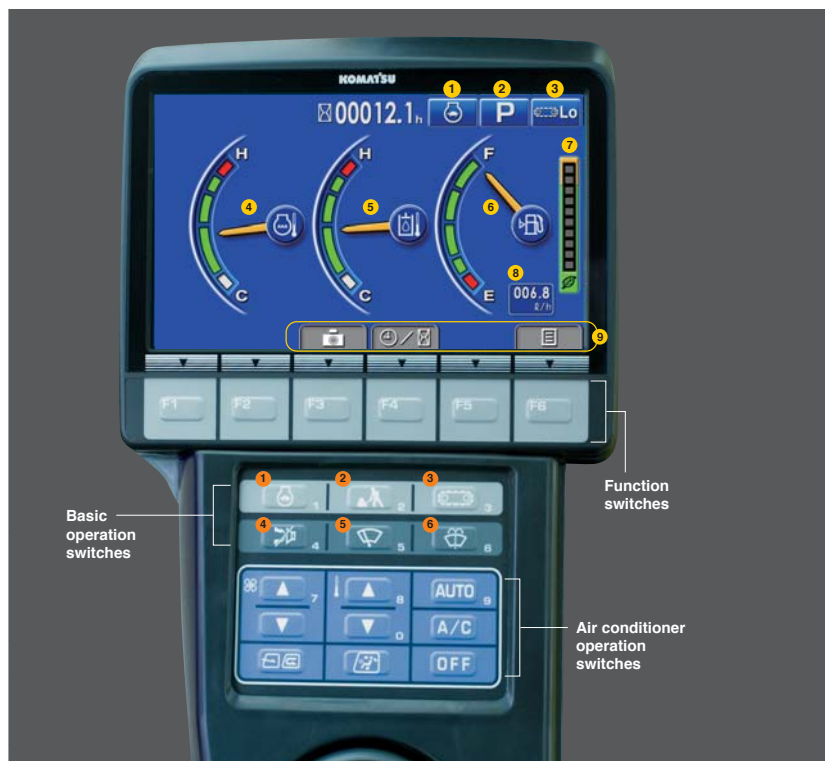 KOMATSU
1 2 3
00012.1h P Lo
H H F 7
4 5 6
8
C C E 006.8
ℓ/h
9
F1 F2 F3 F4 F5 F6
Function
switches
1 2 3
1 2 3
Basic
operation
switches
4 5 6
4 5 6
7 8 AUTO 9
0 A/C
Air conditioner
operation
switches
OFF